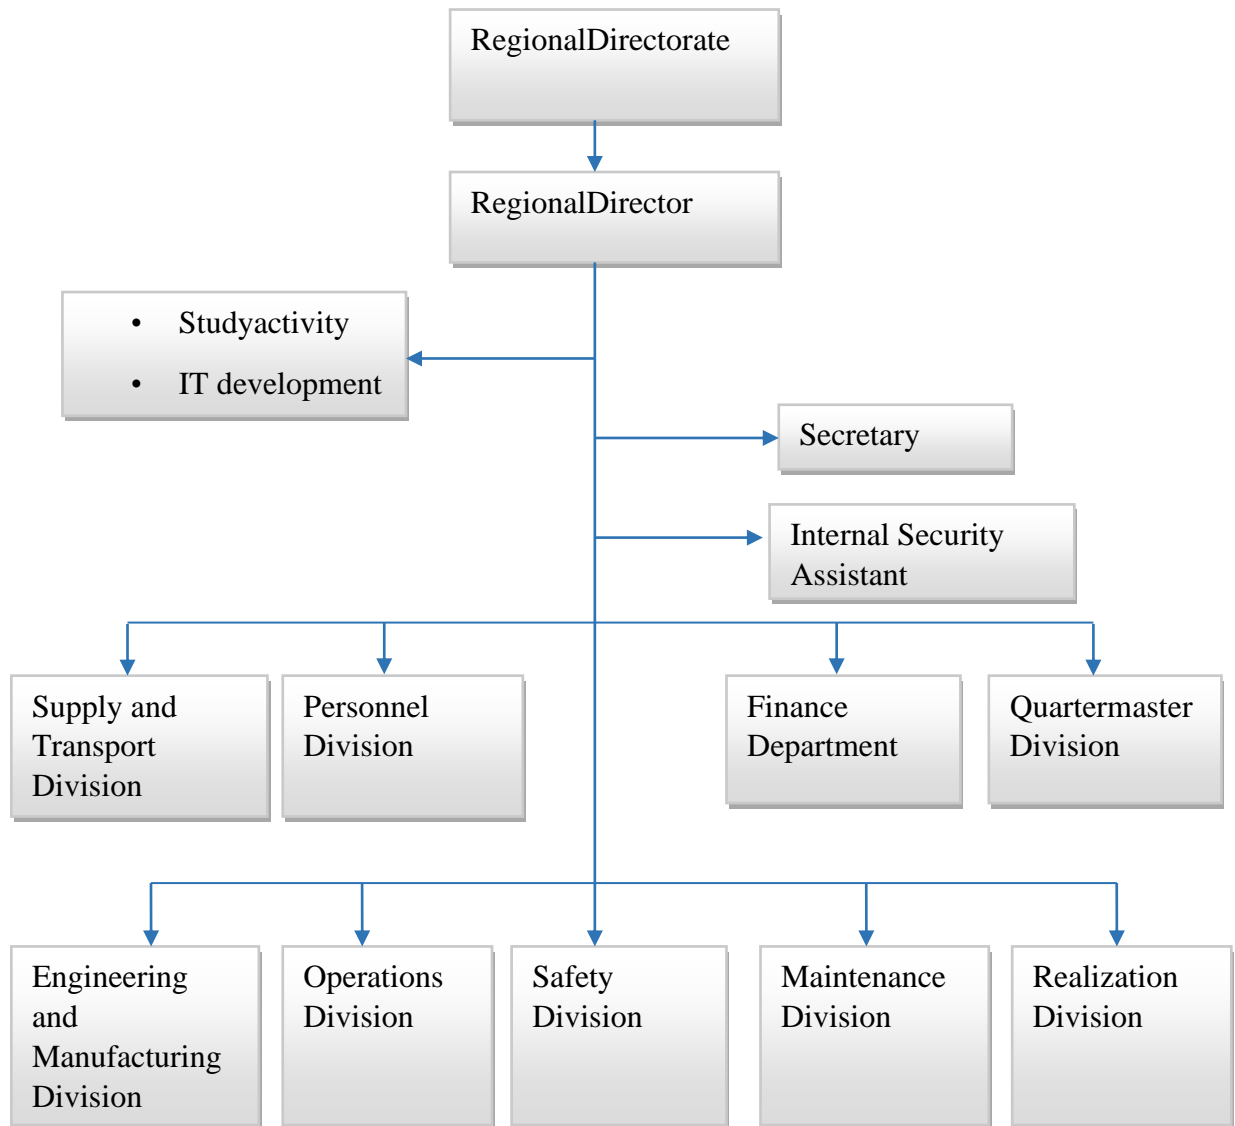 RegionalDirectorate
RegionalDirector
• Studyactivity
• IT development
Secretary
Internal Security
Assistant
Supply and
Transport
Division
Personnel
Division
Finance
Department
Quartermaster
Division
Engineering
and
Manufacturing
Division
Operations
Division
Safety
Division
Maintenance
Division
Realization
Division